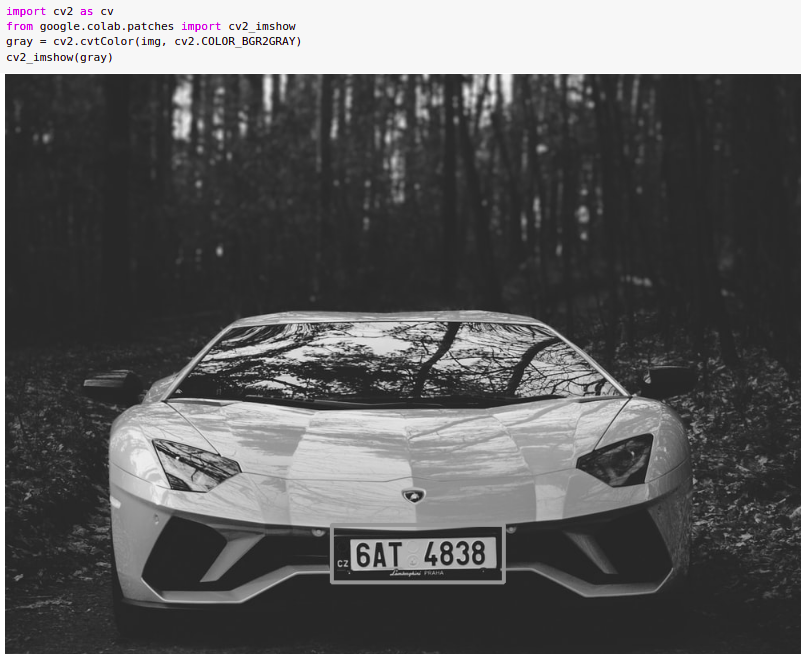 import cv2 as cv
from google.colab.patches import cv2_imshow
gray = cv2.cvtColor(img, cv2.COLOR_BGR2GRAY)
cv2_imshow(gray)
CZ 6AT 4838
Lamborghini PRAHA